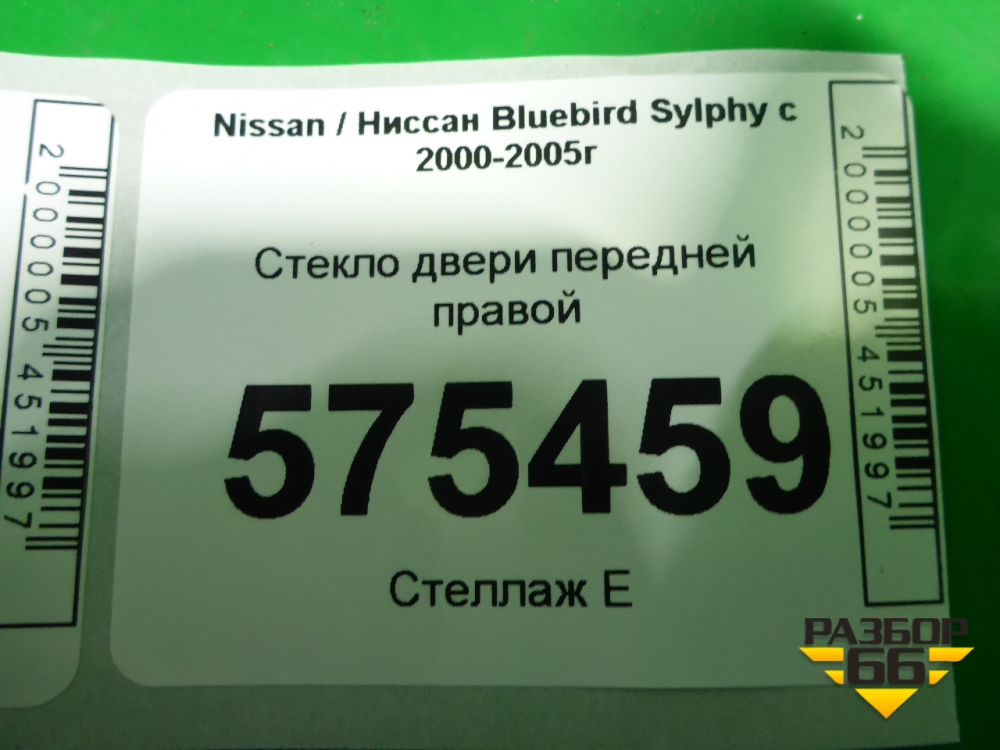 Nissan / Ниссан Bluebird Sylphy с
2000-2005г
Стекло двери передней
правой
575459
Стеллаж Е
2000005451997
2000005451997
РАЗБОР
66